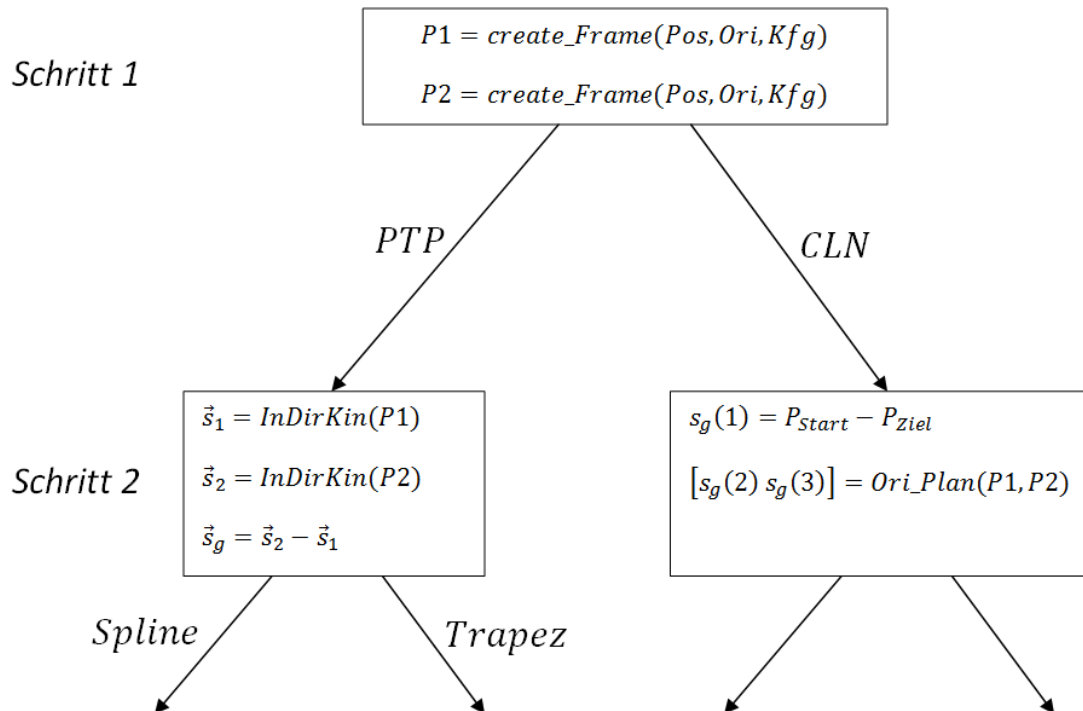 Schritt 1
P1 = create_Frame(Pos, Ori, Kfg)
P2 = create_Frame(Pos, Ori, Kfg)
PTP
CLN
Schritt 2
s⃗₁ = InDirKin(P1)
s⃗₂ = InDirKin(P2)
s⃗_g = s⃗₂ − s⃗₁
s_g(1) = P_Start − P_Ziel
[s_g(2) s_g(3)] = Ori_Plan(P1, P2)
Spline
Trapez